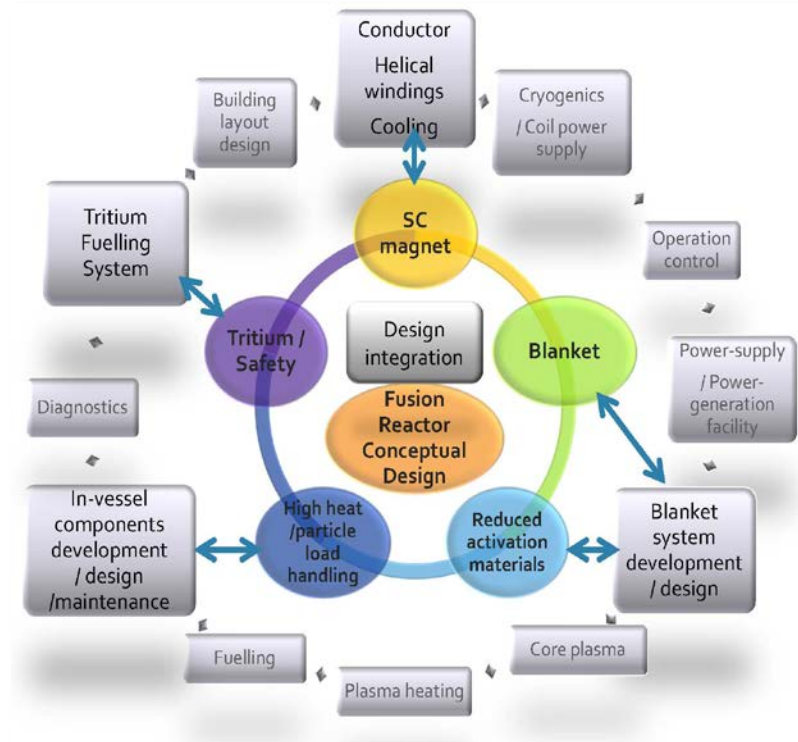 Conductor
Helical
windings
Cooling
Building
layout
design
Cryogenics
/ Coil power
supply
Tritium
Fuelling
System
SC
magnet
Operation
control
Tritium /
Safety
Design
integration
Blanket
Power-supply
/ Power-
generation
facility
Diagnostics
Fusion
Reactor
Conceptual
Design
In-vessel
components
development
/ design
/maintenance
High heat
/particle
load
handling
Reduced
activation
materials
Blanket
system
development
/ design
Fuelling
Plasma heating
Core plasma